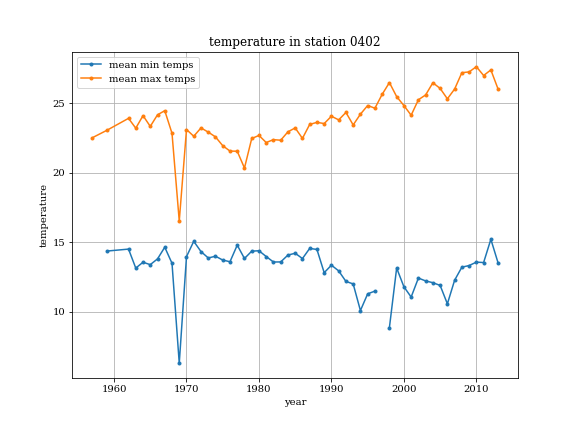 temperature in station 0402
mean min temps
mean max temps
25
20
15
10
temperature
1960 1970 1980 1990 2000 2010
year